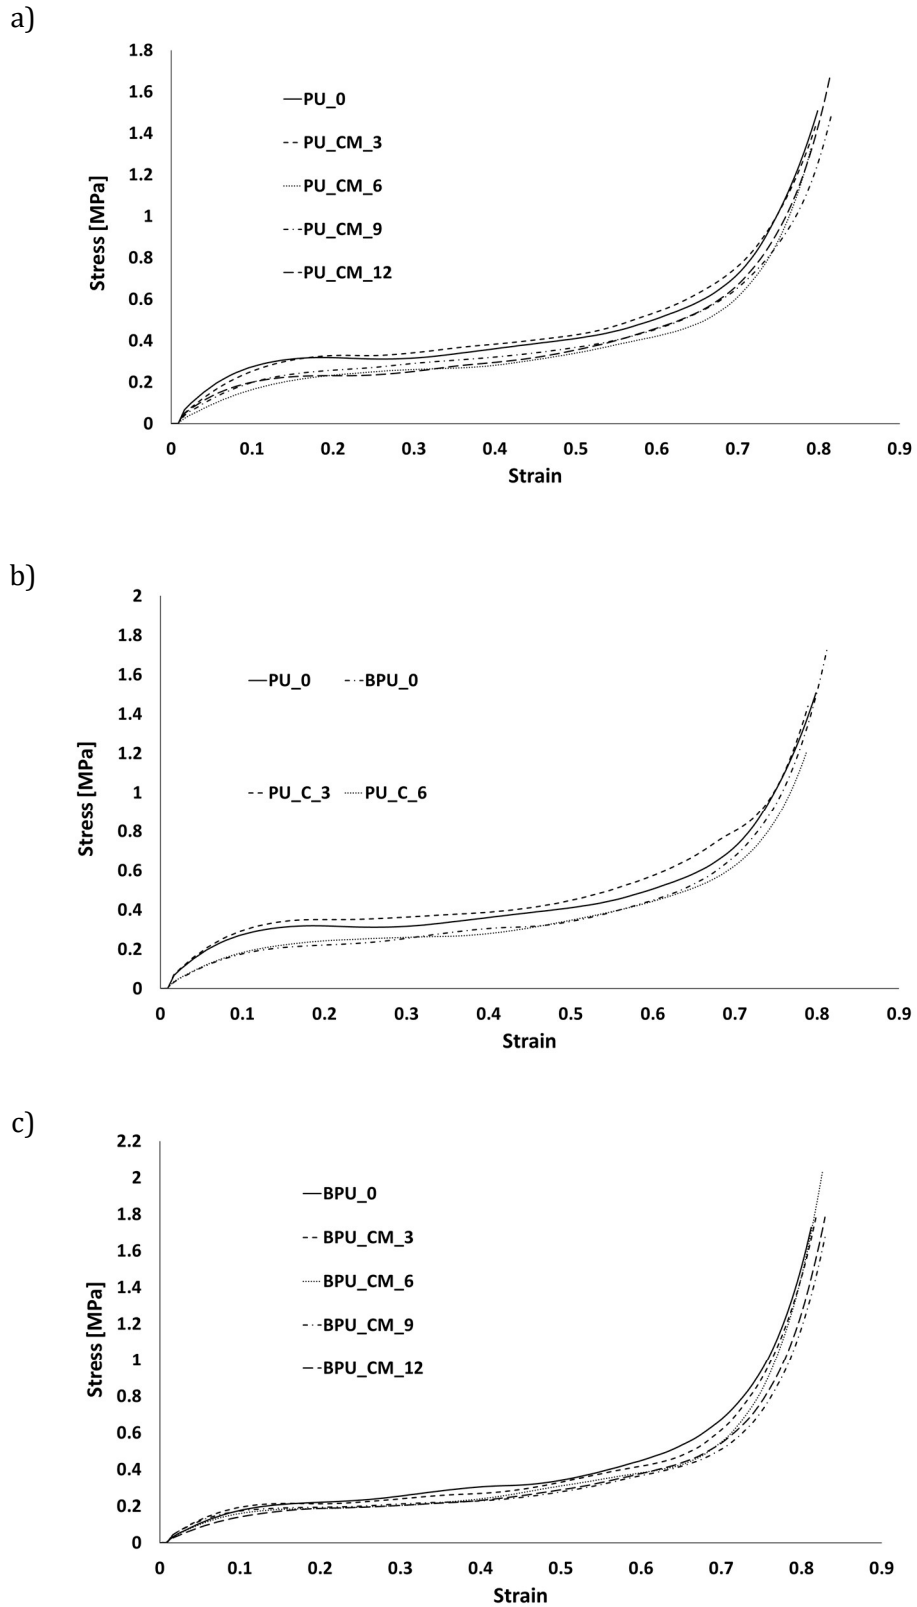 a)
1.8
1.6
1.4
1.2
1
0.8
0.6
0.4
0.2
0
Stress [MPa]
PU_0
PU_CM_3
PU_CM_6
PU_CM_9
PU_CM_12
0 0.1 0.2 0.3 0.4 0.5 0.6 0.7 0.8 0.9
Strain
b)
2
1.8
1.6
1.4
1.2
1
0.8
0.6
0.4
0.2
0
Stress [MPa]
PU_0 BPU_0
PU_C_3 PU_C_6
0 0.1 0.2 0.3 0.4 0.5 0.6 0.7 0.8 0.9
Strain
c)
2.2
2
1.8
1.6
1.4
1.2
1
0.8
0.6
0.4
0.2
0
Stress [MPa]
BPU_0
BPU_CM_3
BPU_CM_6
BPU_CM_9
BPU_CM_12
0 0.1 0.2 0.3 0.4 0.5 0.6 0.7 0.8 0.9
Strain